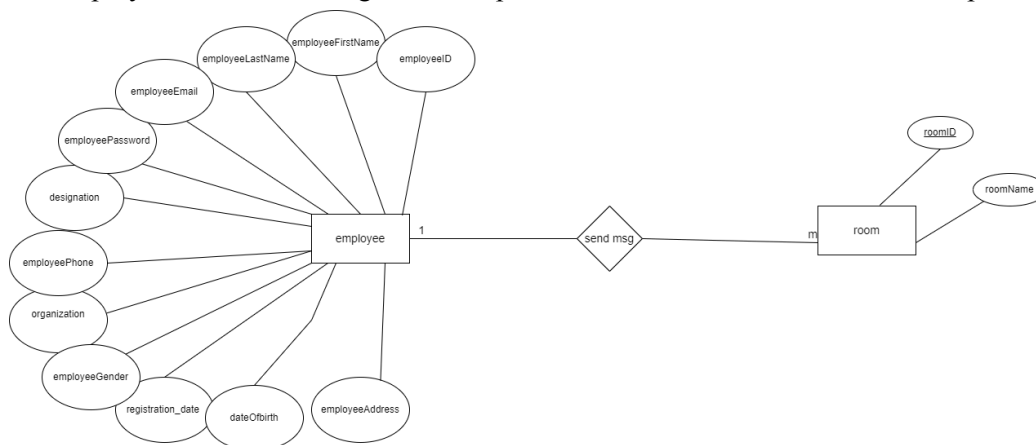 employeeFirstName
employeeLastName
employeeID
employeeEmail
employeePassword
designation
employeePhone
organization
employeeGender
registration_date
dateOfbirth
employeeAddress
employee
1
send msg
m
room
roomID
roomName